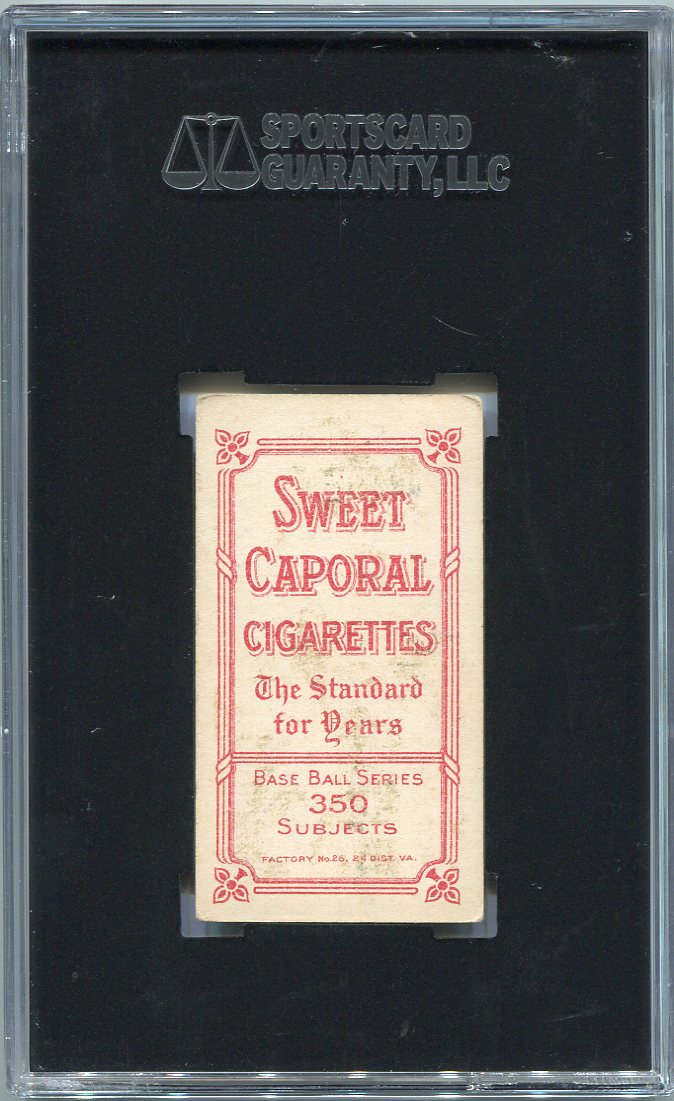 SPORTSCARD
GUARANTY, LLC
SWEET
CAPORAL
CIGARETTES
The Standard
for Years
BASE BALL SERIES
350
SUBJECTS
FACTORY No. 26, 2d DIST. VA.